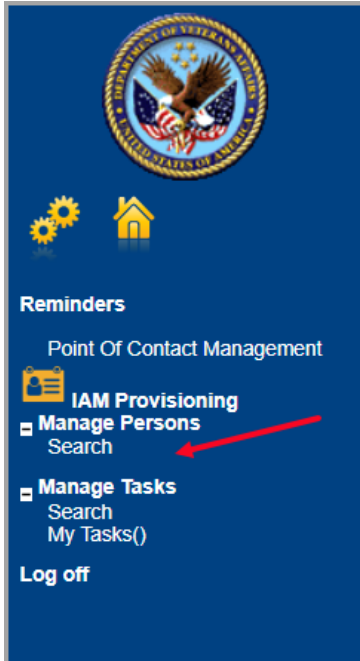 DEPARTMENT OF VETERANS AFFAIRS
UNITED STATES OF AMERICA
Reminders
Point Of Contact Management
IAM Provisioning
Manage Persons
Search
Manage Tasks
Search
My Tasks()
Log off